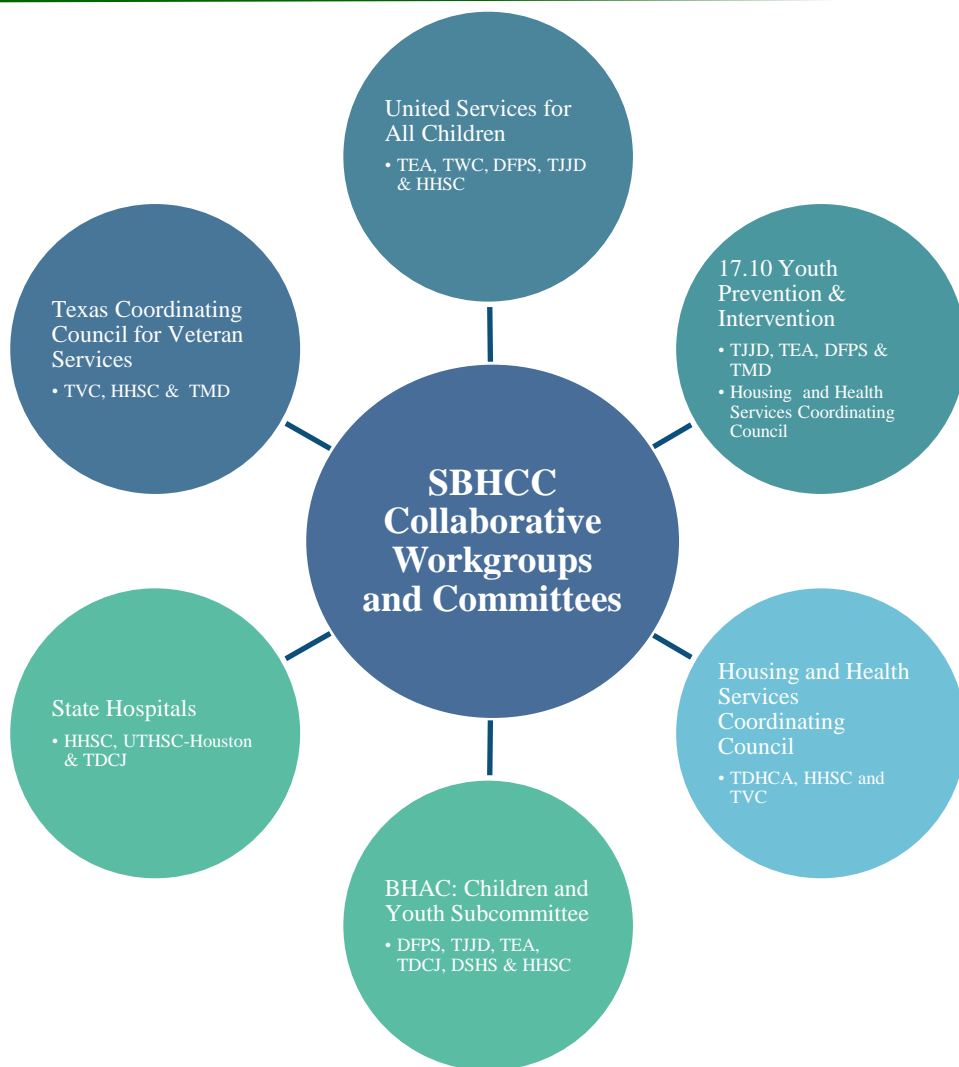 United Services for
All Children
• TEA, TWC, DFPS, TJJD
& HHSC
17.10 Youth
Prevention &
Intervention
• TJJD, TEA, DFPS &
TMD
• Housing and Health
Services Coordinating
Council
Housing and Health
Services
Coordinating
Council
• TDHCA, HHSC and
TVC
BHAC: Children and
Youth Subcommittee
• DFPS, TJJD, TEA,
TDCJ, DSHS & HHSC
State Hospitals
• HHSC, UTHSC-Houston
& TDCJ
Texas Coordinating
Council for Veteran
Services
• TVC, HHSC & TMD
SBHCC
Collaborative
Workgroups
and Committees